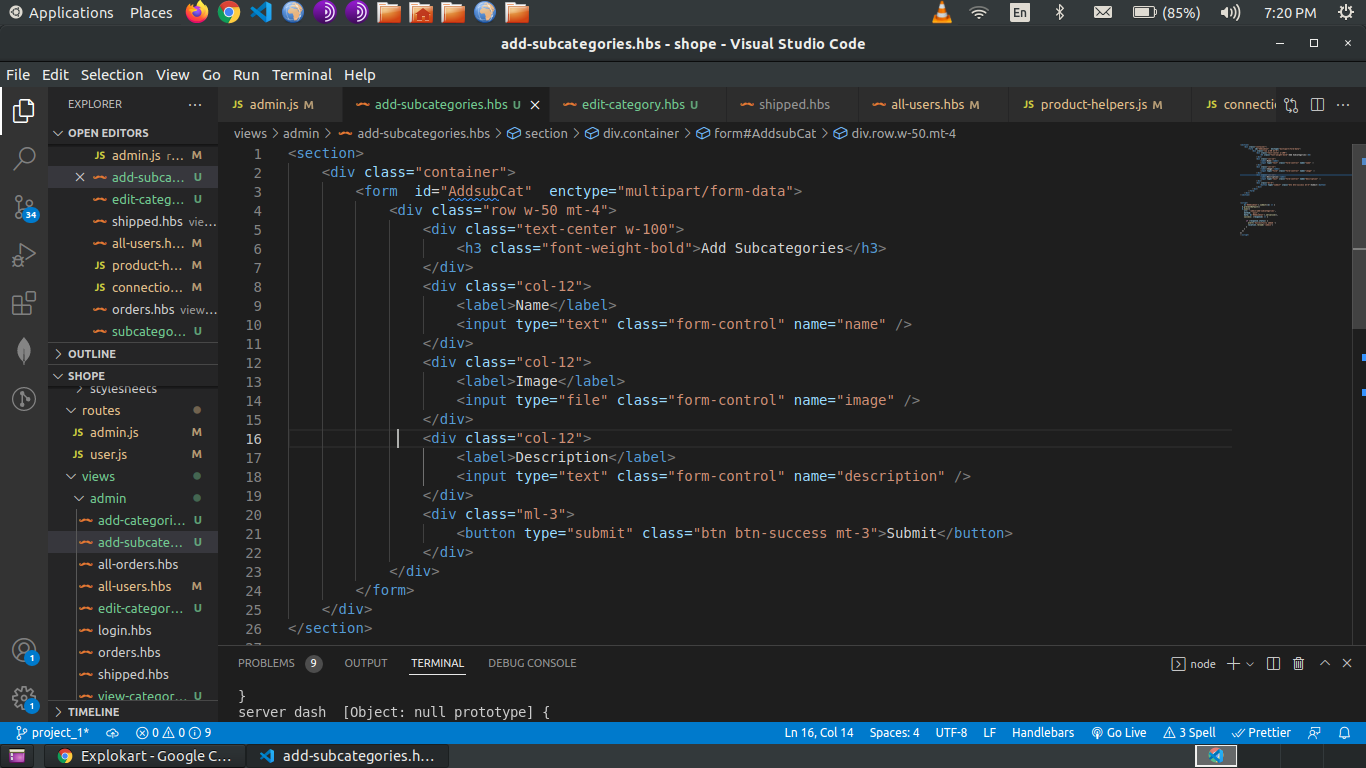 Applications Places En (85%) 7:20 PM
add-subcategories.hbs - shope - Visual Studio Code
File Edit Selection View Go Run Terminal Help
EXPLORER ···
JS admin.js M add-subcategories.hbs U edit-category.hbs U shipped.hbs all-users.hbs M JS product-helpers.js M JS connectic ···
OPEN EDITORS
views > admin > add-subcategories.hbs > section > div.container > form#AddsubCat > div.row.w-50.mt-4
JS admin.js r... M
add-subca... U
edit-categ... U
shipped.hbs vie...
all-users.hbs M
JS product-h... M
JS connectio... M
orders.hbs view...
subcatego... U
OUTLINE
SHOPE
stylesheets
routes
JS admin.js M
JS user.js M
views
admin
add-categori... U
add-subcate... U
all-orders.hbs
all-users.hbs M
edit-categor... U
login.hbs
orders.hbs
shipped.hbs
view-categor... U
TIMELINE
34
1
1
1 <section>
2 <div class="container">
3 <form  id="AddsubCat"  enctype="multipart/form-data">
4 <div class="row w-50 mt-4">
5 <div class="text-center w-100">
6 <h3 class="font-weight-bold">Add Subcategories</h3>
7 </div>
8 <div class="col-12">
9 <label>Name</label>
10 <input type="text" class="form-control" name="name" />
11 </div>
12 <div class="col-12">
13 <label>Image</label>
14 <input type="file" class="form-control" name="image" />
15 </div>
16 <div class="col-12">
17 <label>Description</label>
18 <input type="text" class="form-control" name="description" />
19 </div>
20 <div class="ml-3">
21 <button type="submit" class="btn btn-success mt-3">Submit</button>
22 </div>
23 </div>
24 </form>
25 </div>
26 </section>
27
PROBLEMS 9 OUTPUT TERMINAL DEBUG CONSOLE node
}
server dash  [Object: null prototype] {
project_1* 0 0 9 Ln 16, Col 14 Spaces: 4 UTF-8 LF Handlebars Go Live 3 Spell Prettier
Explokart - Google C... add-subcategories.h...